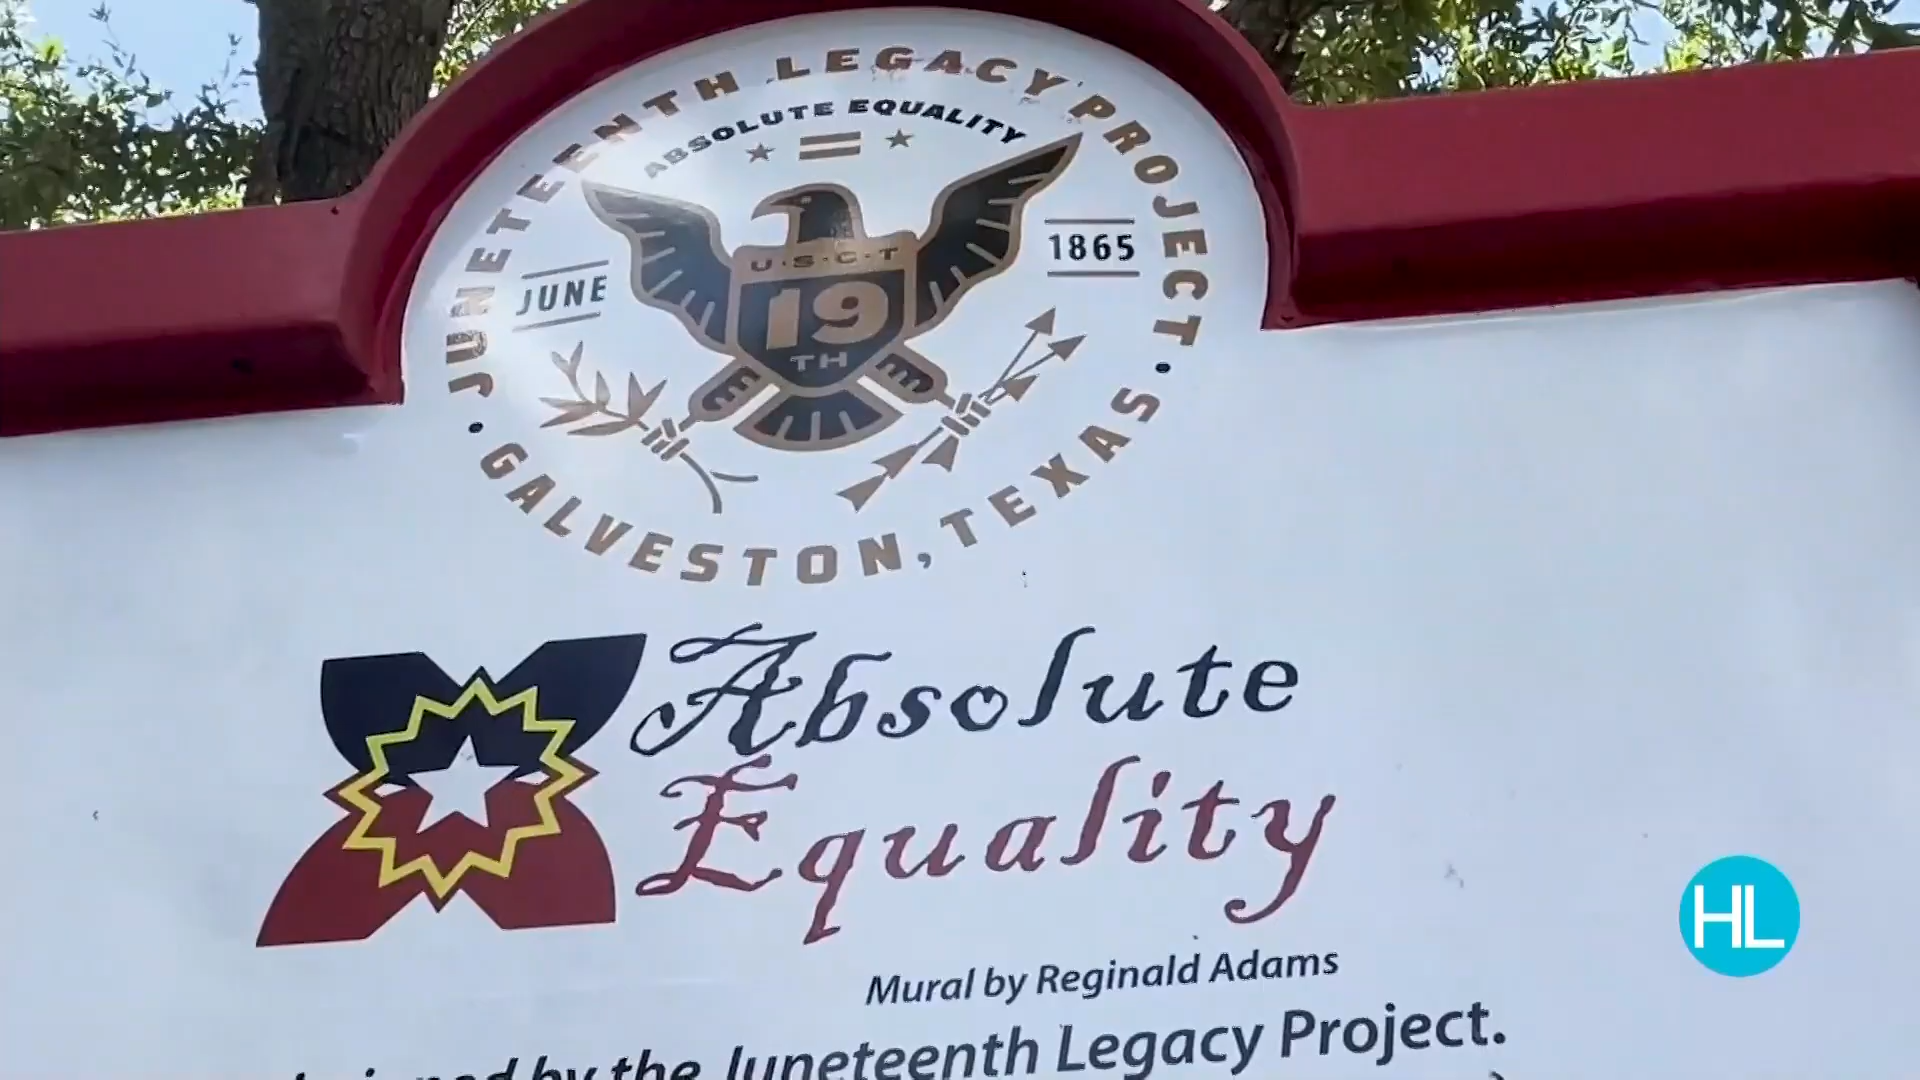 JUNETEENTH LEGACY PROJECT
ABSOLUTE EQUALITY
JUNE
1865
U·S·C·T
19
TH
• GALVESTON, TEXAS •
Absolute
Equality
Mural by Reginald Adams
by the Juneteenth Legacy Project.
HL